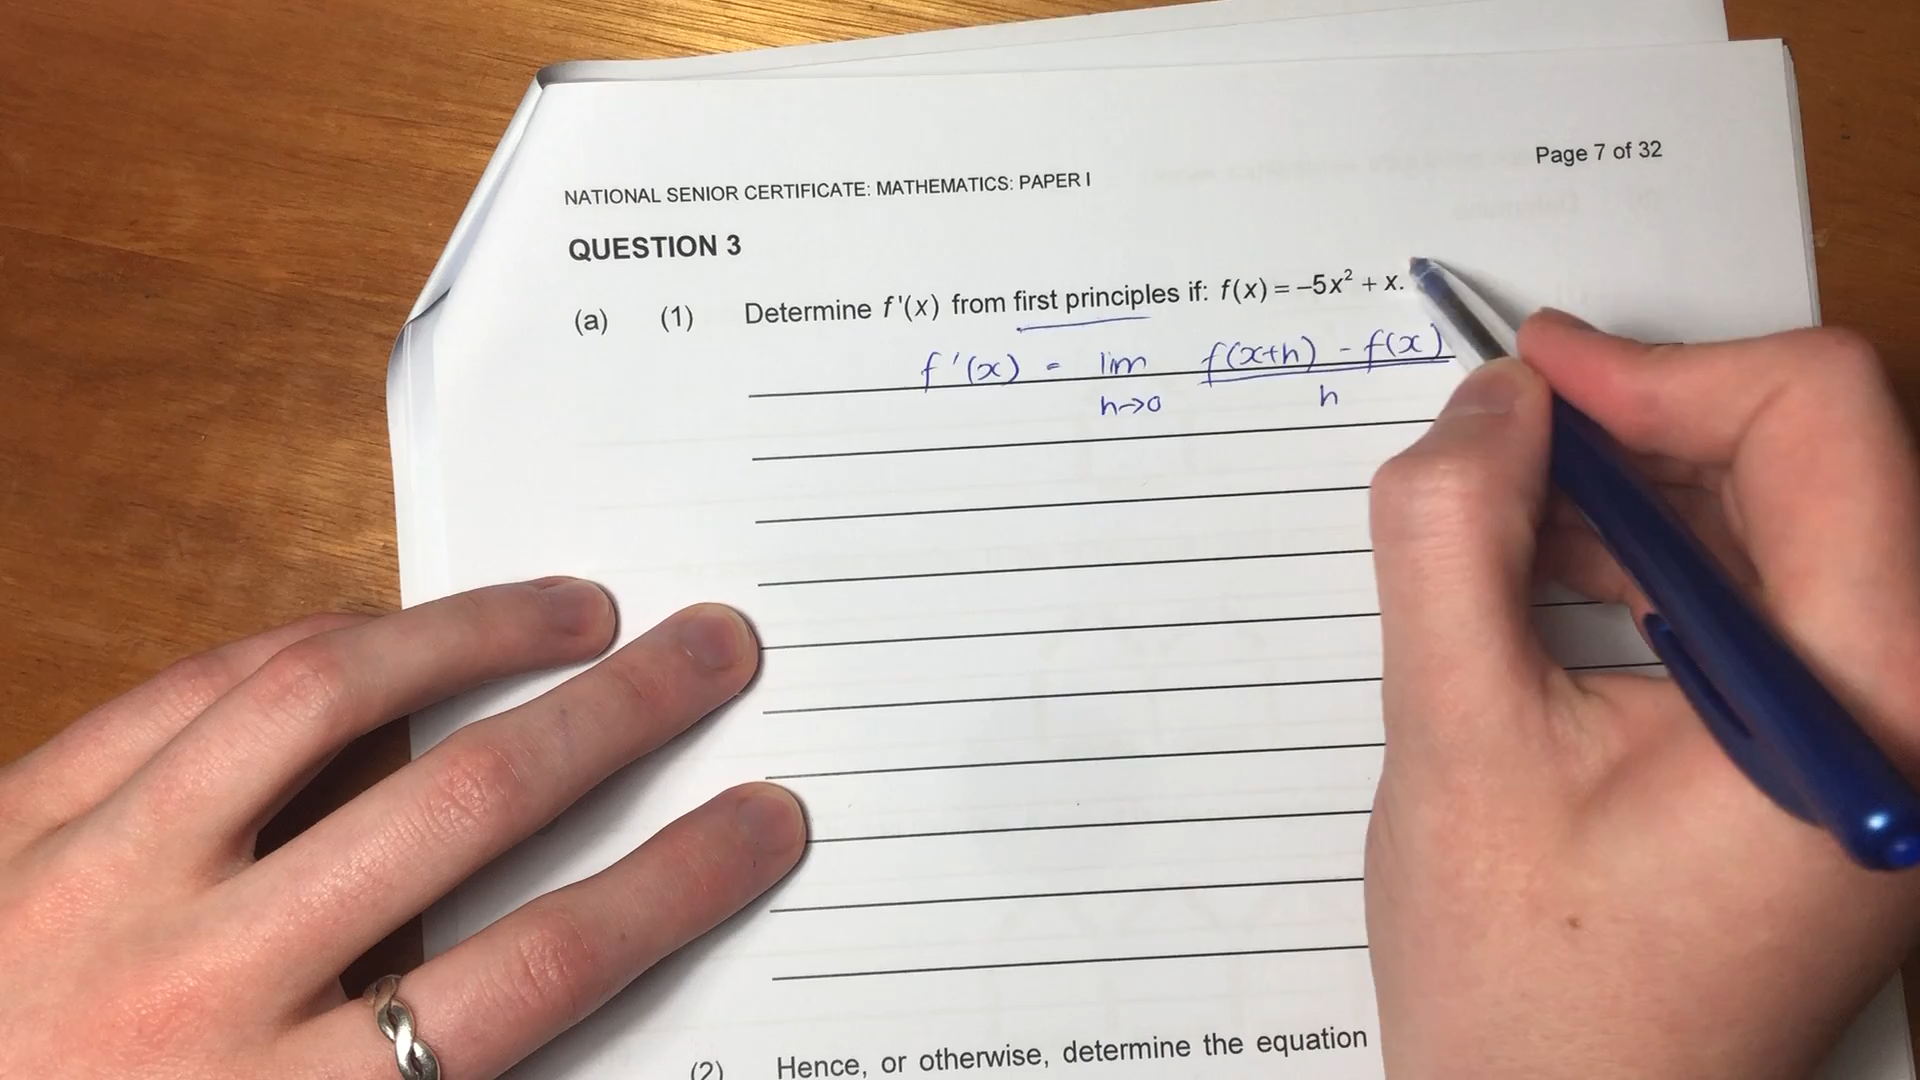 Page 7 of 32
NATIONAL SENIOR CERTIFICATE: MATHEMATICS: PAPER I
QUESTION 3
(a) (1) Determine f'(x) from first principles if: f(x) = –5x² + x.
f'(x) = lim f(x+h) - f(x)
h→0 h
(2) Hence, or otherwise, determine the equation